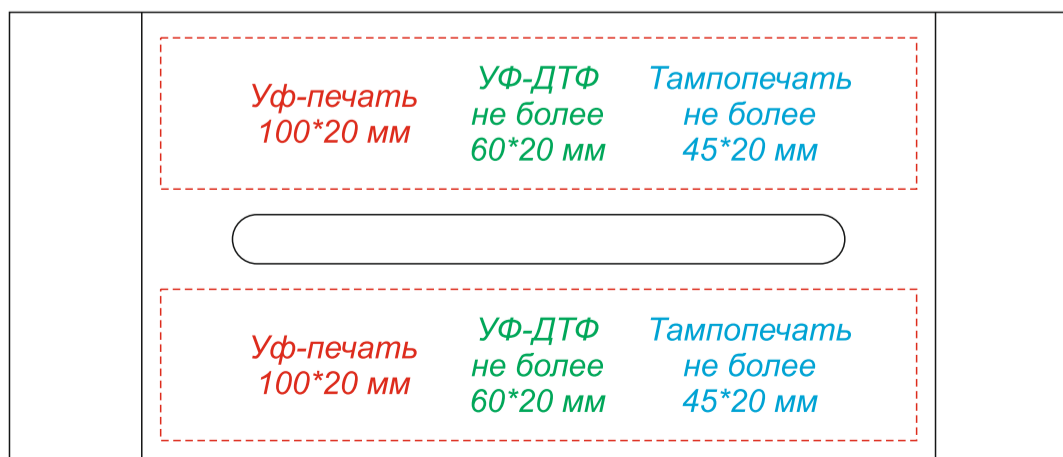 Уф-печать
100*20 мм
УФ-ДТФ
не более
60*20 мм
Тампопечать
не более
45*20 мм
Уф-печать
100*20 мм
УФ-ДТФ
не более
60*20 мм
Тампопечать
не более
45*20 мм